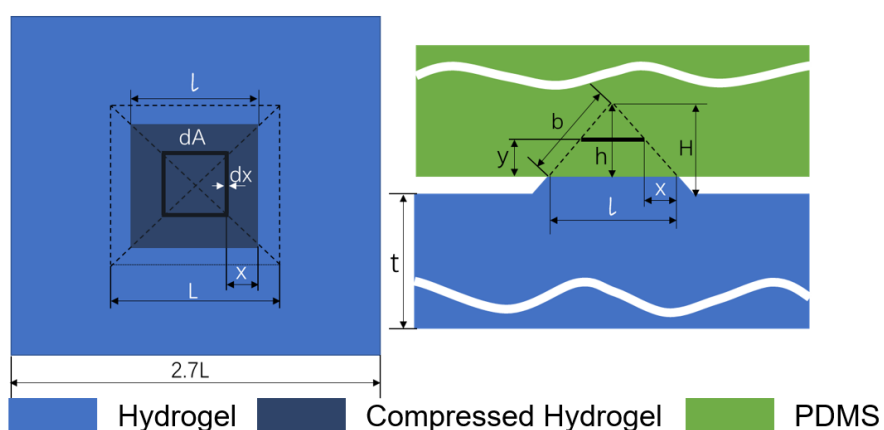 l
dA
dx
x
L
2.7L
b
y
h
H
l
x
t
Hydrogel
Compressed Hydrogel
PDMS